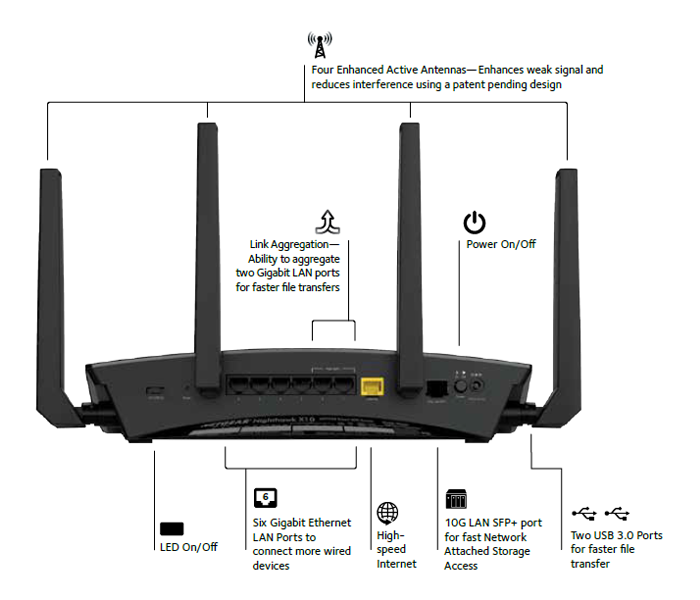 Four Enhanced Active Antennas—Enhances weak signal and
reduces interference using a patent pending design
Link Aggregation—
Ability to aggregate
two Gigabit LAN ports
for faster file transfers
Power On/Off
Nighthawk X10
LED On/Off
6
Six Gigabit Ethernet
LAN Ports to
connect more wired
devices
High-
speed
Internet
10G LAN SFP+ port
for fast Network
Attached Storage
Access
Two USB 3.0 Ports
for faster file
transfer